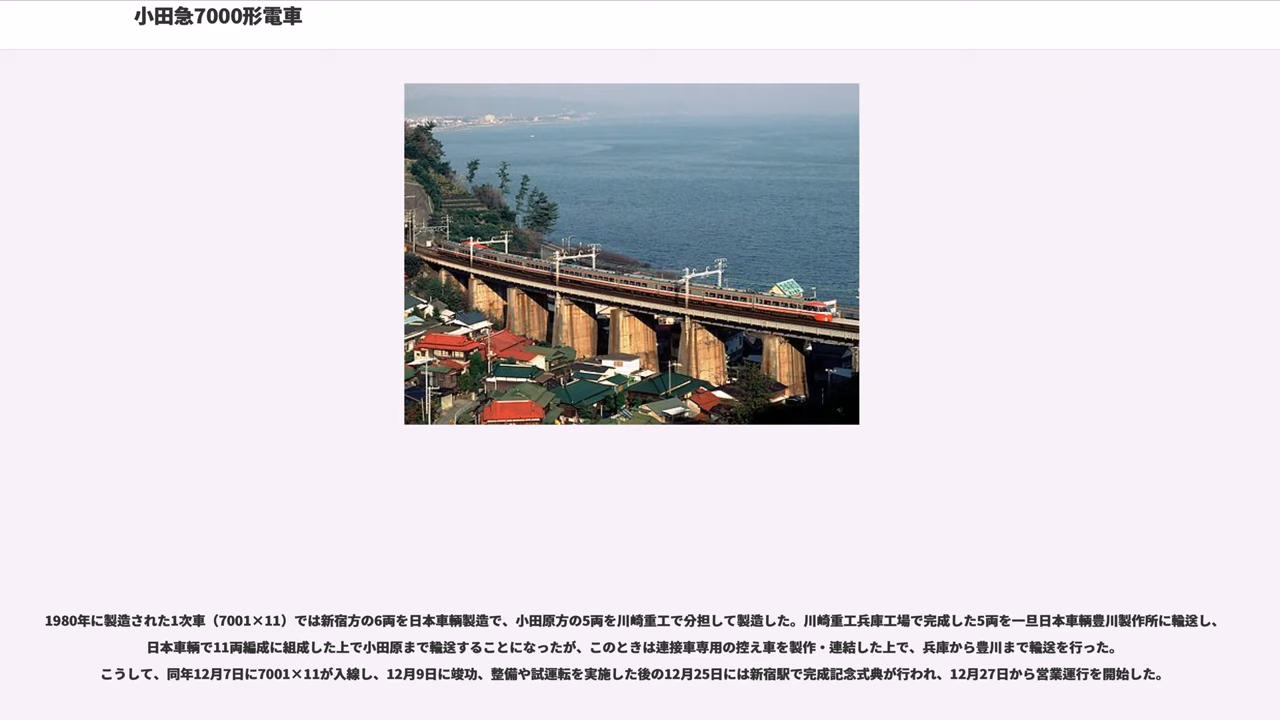 小田急7000形電車
1980年に製造された1次車（7001×11）では新宿方の6両を日本車輌製造で、小田原方の5両を川崎重工で分担して製造した。川崎重工兵庫工場で完成した5両を一旦日本車輌豊川製作所に輸送し、
日本車輌で11両編成に組成した上で小田原まで輸送することになったが、このときは連接車専用の控え車を製作・連結した上で、兵庫から豊川まで輸送を行った。
こうして、同年12月7日に7001×11が入線し、12月9日に竣功、整備や試運転を実施した後の12月25日には新宿駅で完成記念式典が行われ、12月27日から営業運行を開始した。